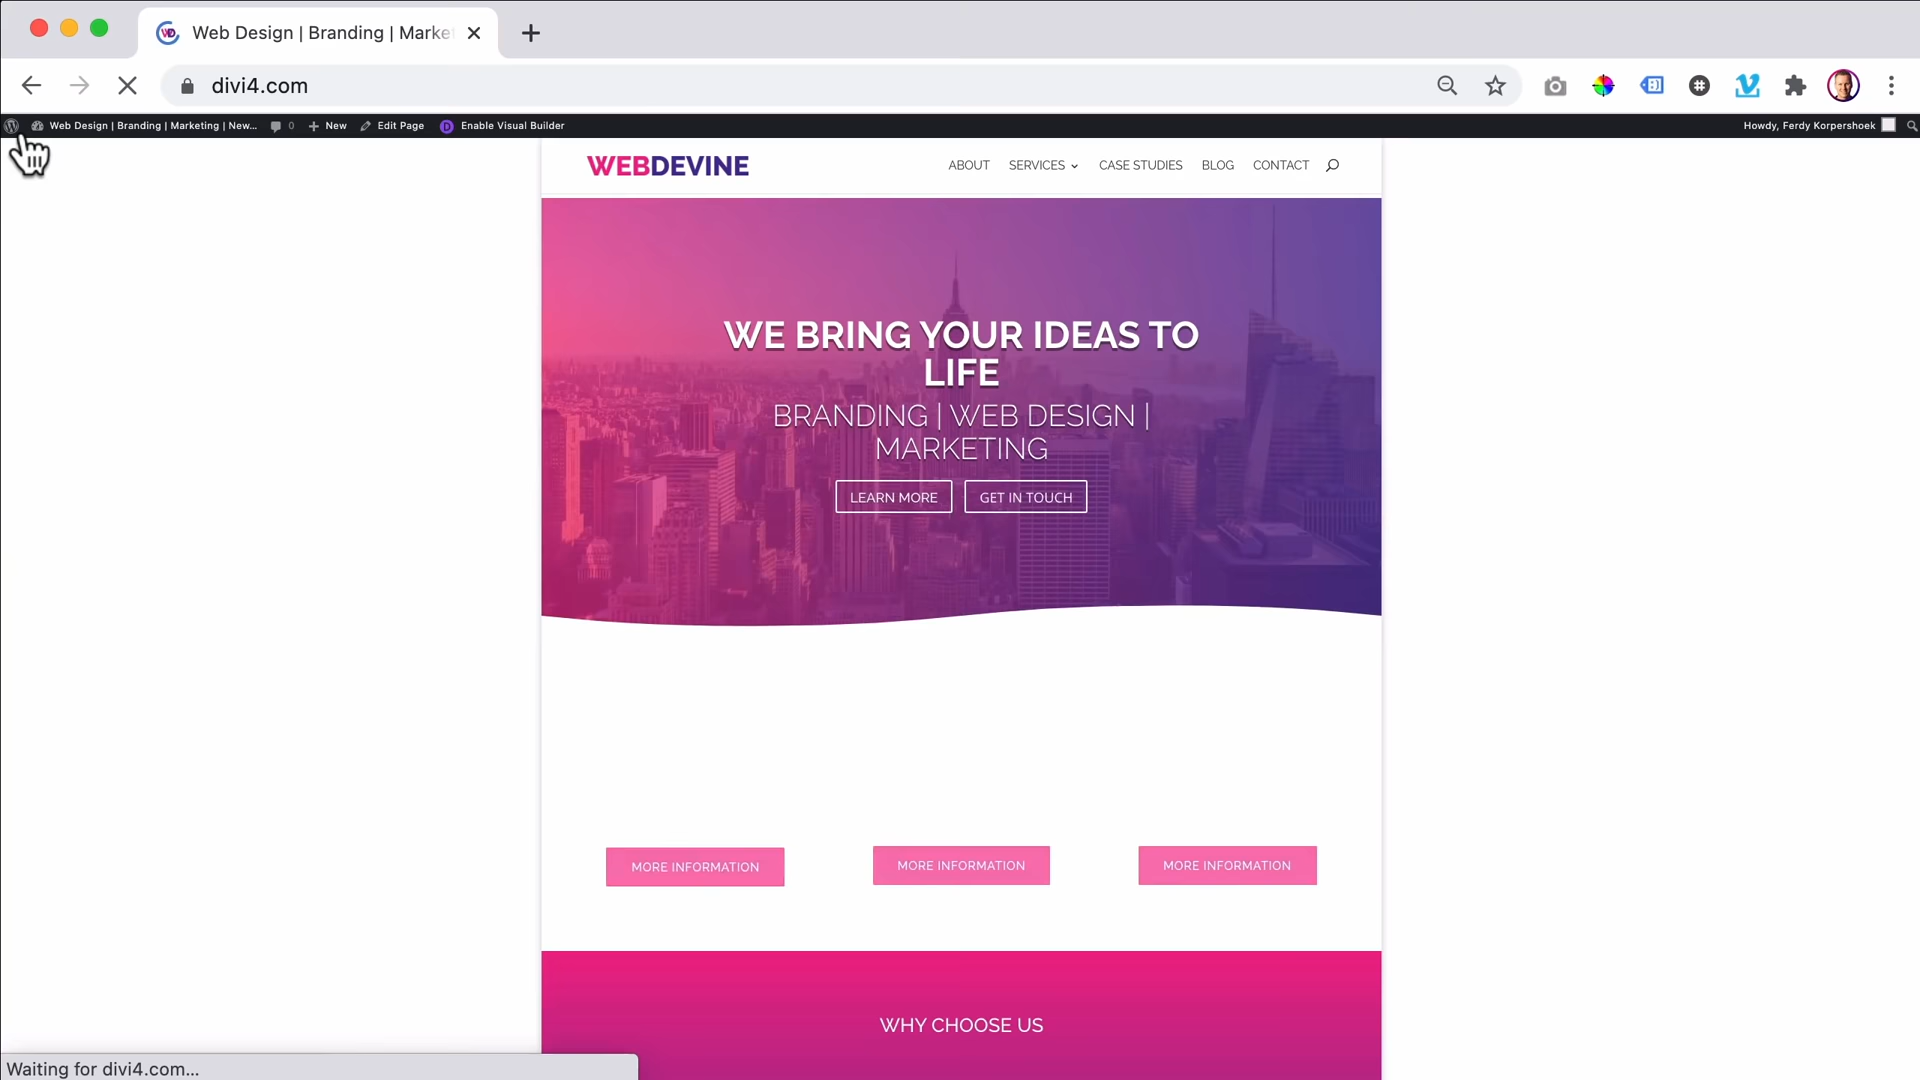 Web Design | Branding | Marke
divi4.com
Web Design | Branding | Marketing | New... 0 New Edit Page Enable Visual Builder Howdy, Ferdy Korpershoek
WEBDEVINE ABOUT SERVICES CASE STUDIES BLOG CONTACT
WE BRING YOUR IDEAS TO
LIFE
BRANDING | WEB DESIGN |
MARKETING
LEARN MORE GET IN TOUCH
MORE INFORMATION MORE INFORMATION MORE INFORMATION
WHY CHOOSE US
Waiting for divi4.com...